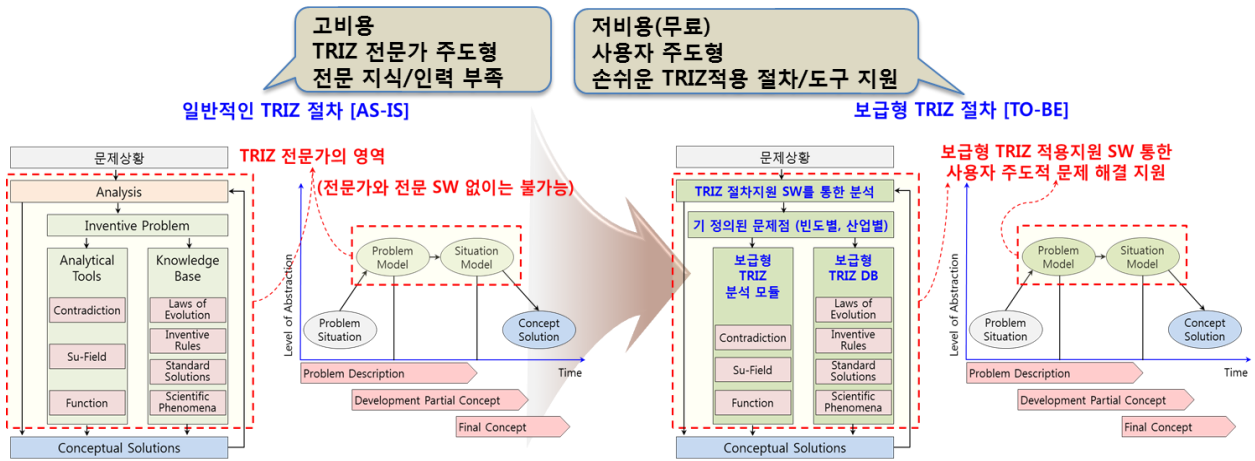 고비용
TRIZ 전문가 주도형
전문 지식/인력 부족
저비용(무료)
사용자 주도형
손쉬운 TRIZ적용 절차/도구 지원
일반적인 TRIZ 절차 [AS-IS]
보급형 TRIZ 절차 [TO-BE]
문제상황
Analysis
Inventive Problem
Analytical
Tools
Contradiction
Su-Field
Function
Knowledge
Base
Laws of
Evolution
Inventive
Rules
Standard
Solutions
Scientific
Phenomena
Conceptual Solutions
TRIZ 전문가의 영역
(전문가와 전문 SW 없이는 불가능)
Level of Abstraction
Problem
Model
Situation
Model
Problem
Situation
Concept
Solution
Time
Problem Description
Development Partial Concept
Final Concept
문제상황
TRIZ 절차지원 SW를 통한 분석
기 정의된 문제점 (빈도별, 산업별)
보급형
TRIZ
분석 모듈
Contradiction
Su-Field
Function
보급형
TRIZ DB
Laws of
Evolution
Inventive
Rules
Standard
Solutions
Scientific
Phenomena
Conceptual Solutions
보급형 TRIZ 적용지원 SW 통한
사용자 주도적 문제 해결 지원
Level of Abstraction
Problem
Model
Situation
Model
Problem
Situation
Concept
Solution
Time
Problem Description
Development Partial Concept
Final Concept